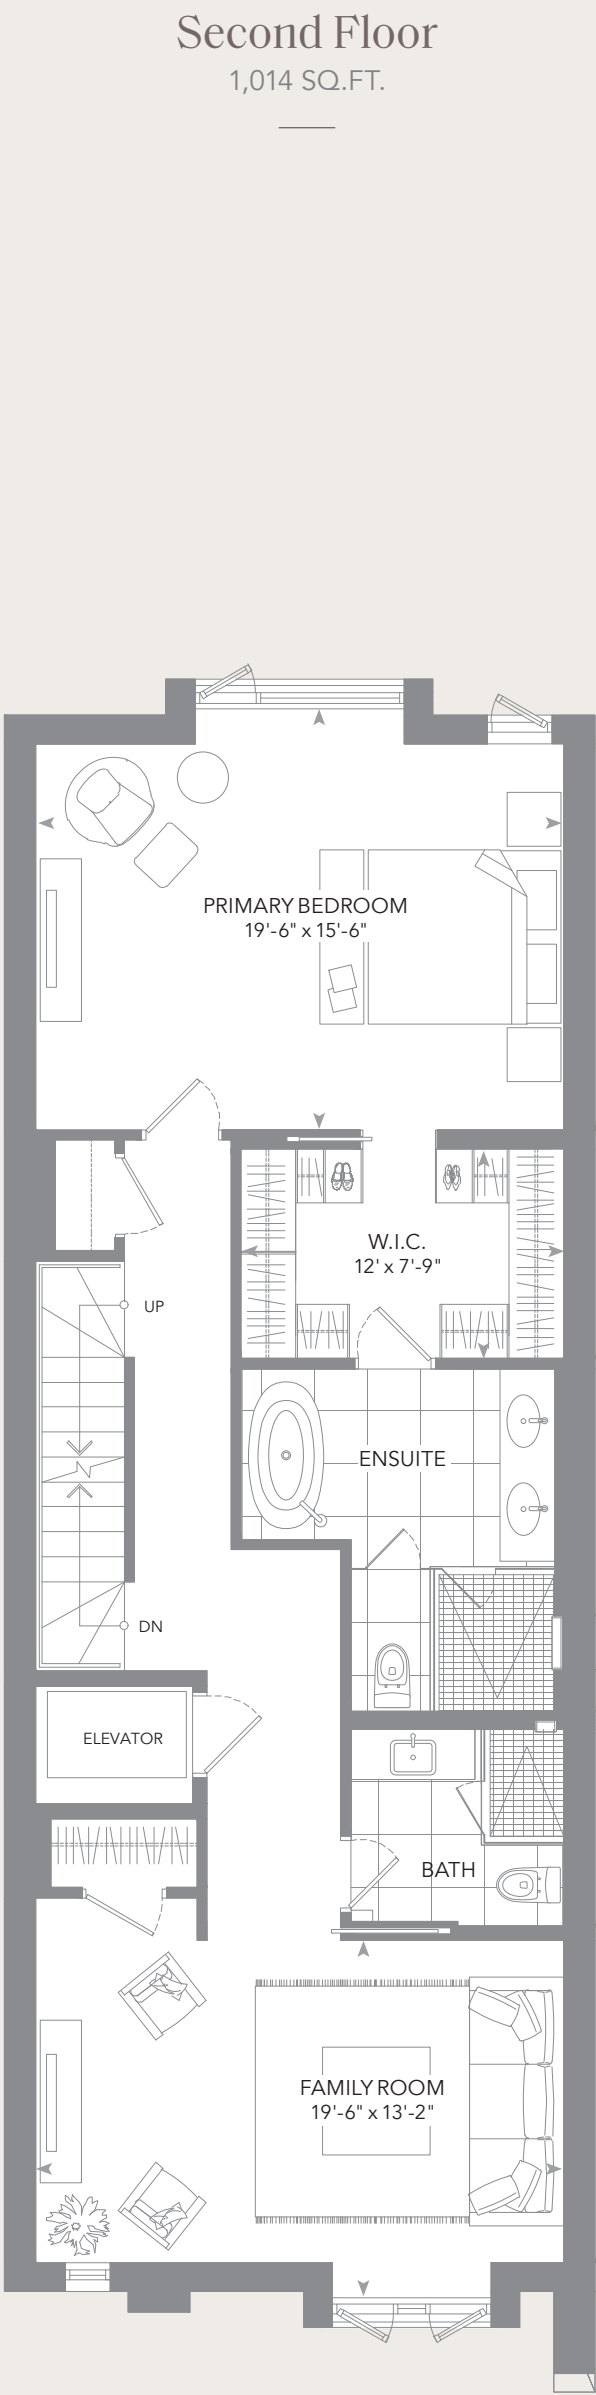 Second Floor
1,014 SQ.FT.
PRIMARY BEDROOM
19'-6" x 15'-6"
W.I.C.
12' x 7'-9"
UP
ENSUITE
DN
ELEVATOR
BATH
FAMILY ROOM
19'-6" x 13'-2"